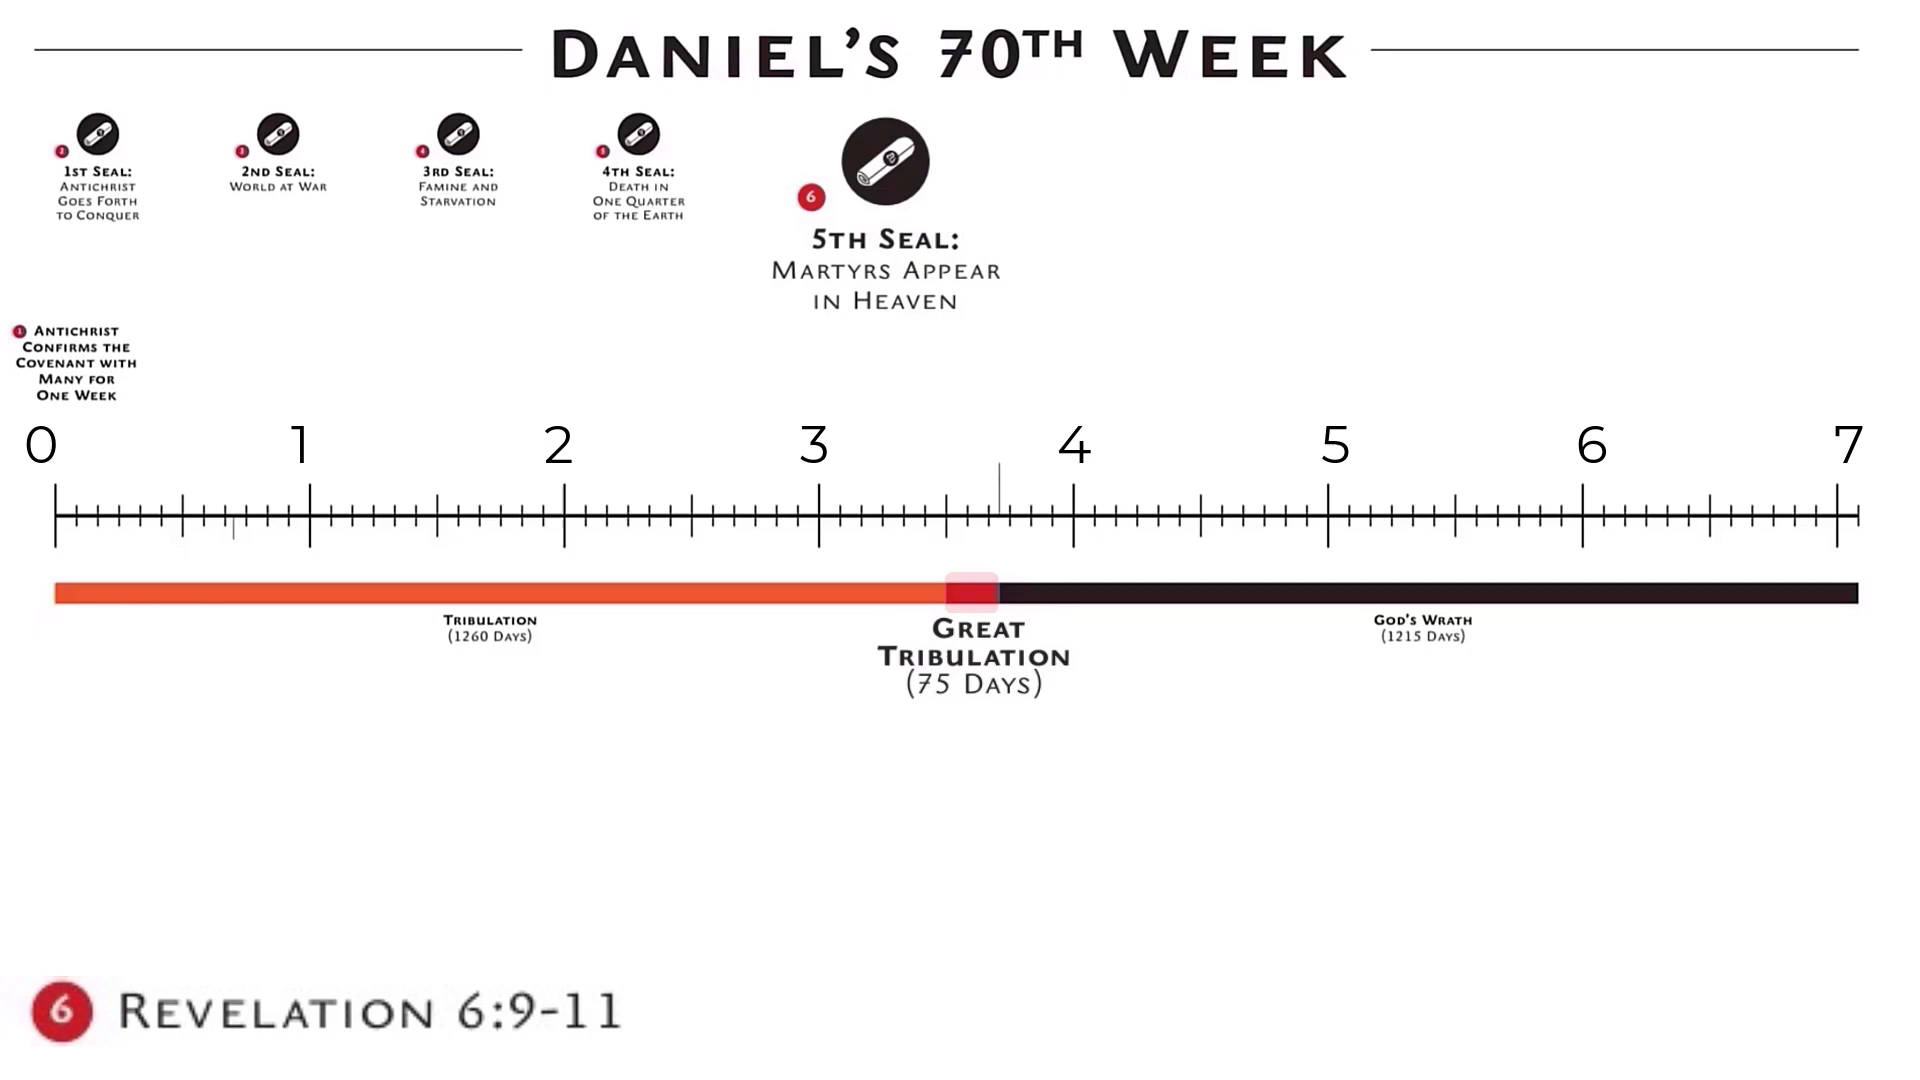 DANIEL'S 70TH WEEK
1ST SEAL:
ANTICHRIST
GOES FORTH
TO CONQUER
2ND SEAL:
WORLD AT WAR
3RD SEAL:
FAMINE AND
STARVATION
4TH SEAL:
DEATH IN
ONE QUARTER
OF THE EARTH
6
5TH SEAL:
MARTYRS APPEAR
IN HEAVEN
1 ANTICHRIST
CONFIRMS THE
COVENANT WITH
MANY FOR
ONE WEEK
0 1 2 3 4 5 6 7
TRIBULATION
(1260 DAYS)
GREAT
TRIBULATION
(75 DAYS)
GOD'S WRATH
(1215 DAYS)
6 REVELATION 6:9-11